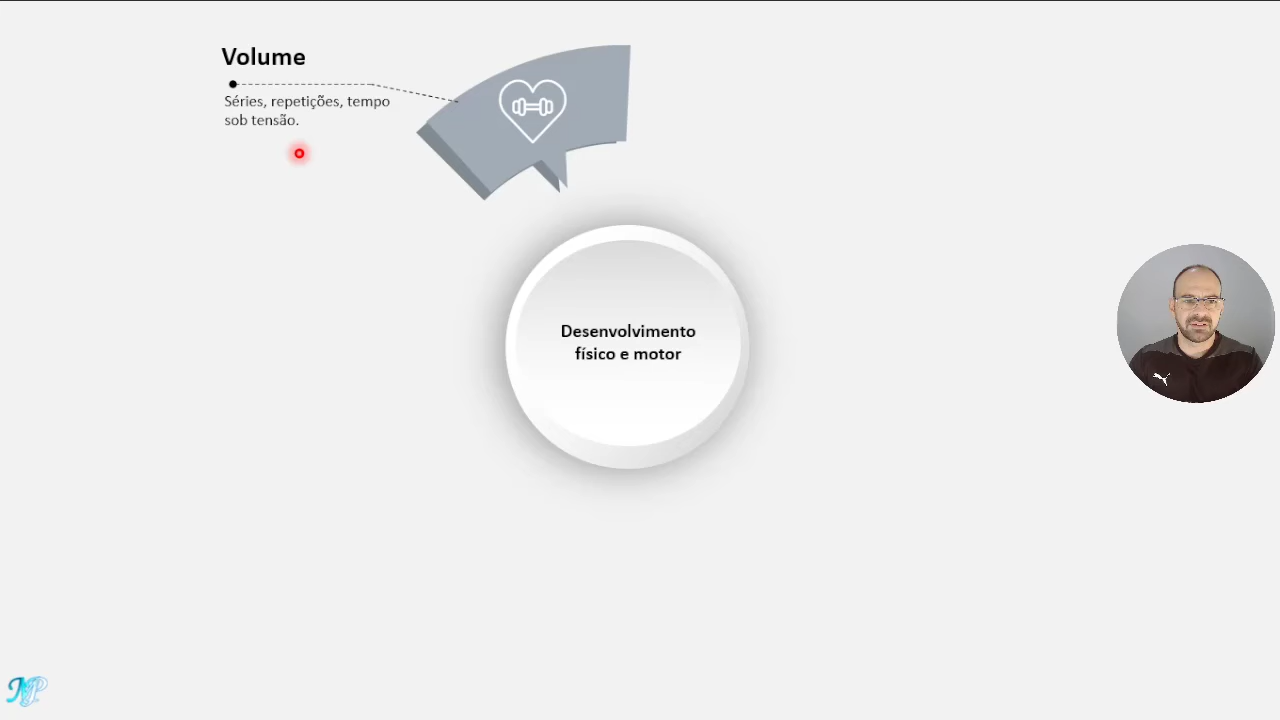 Volume
Séries, repetições, tempo
sob tensão.
Desenvolvimento
físico e motor